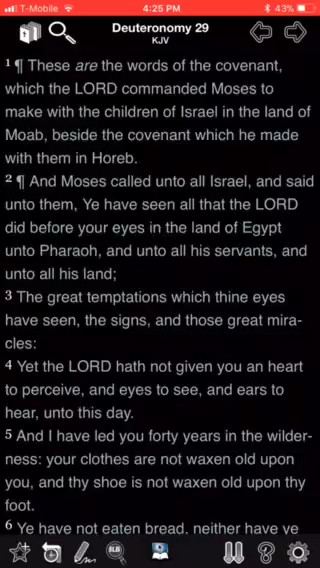 T-Mobile 4:25 PM 43%
Deuteronomy 29
KJV
1 ¶ These are the words of the covenant,
which the LORD commanded Moses to
make with the children of Israel in the land of
Moab, beside the covenant which he made
with them in Horeb.
2 ¶ And Moses called unto all Israel, and said
unto them, Ye have seen all that the LORD
did before your eyes in the land of Egypt
unto Pharaoh, and unto all his servants, and
unto all his land;
3 The great temptations which thine eyes
have seen, the signs, and those great mira-
cles:
4 Yet the LORD hath not given you an heart
to perceive, and eyes to see, and ears to
hear, unto this day.
5 And I have led you forty years in the wilder-
ness: your clothes are not waxen old upon
you, and thy shoe is not waxen old upon thy
foot.
6 Ye have not eaten bread, neither have ye
BLB